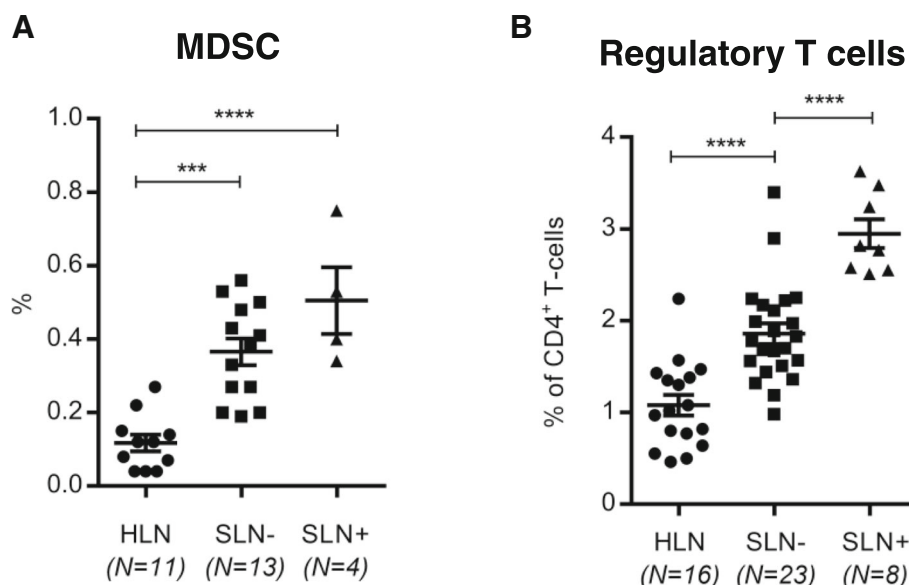 A
MDSC
****
***
1.0
0.8
0.6
0.4
0.2
0.0
%
HLN
(N=11)
SLN-
(N=13)
SLN+
(N=4)
B
Regulatory T cells
****
****
4
3
2
1
0
% of CD4+ T-cells
HLN
(N=16)
SLN-
(N=23)
SLN+
(N=8)